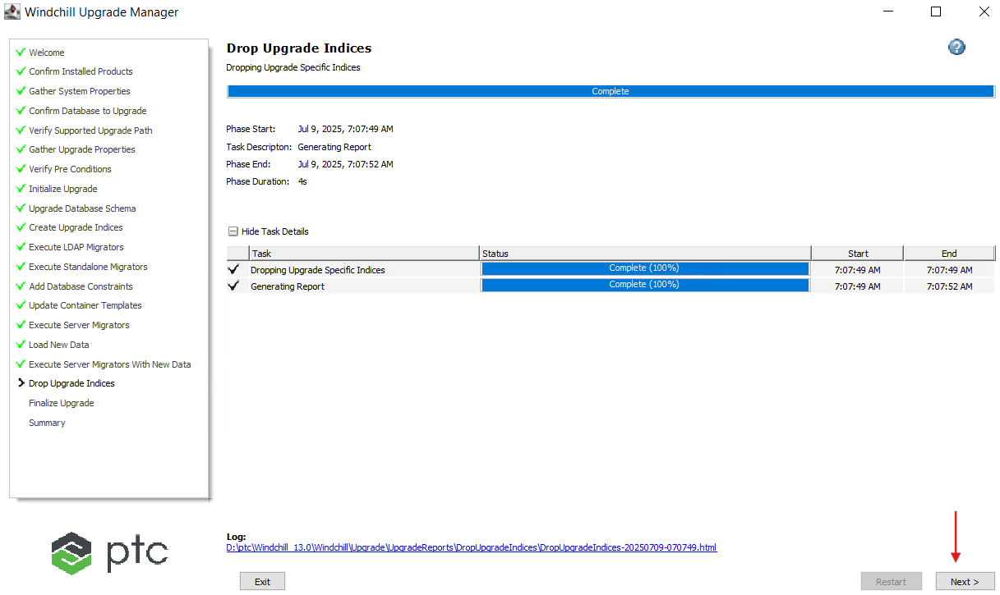 Windchill Upgrade Manager
Welcome
Confirm Installed Products
Gather System Properties
Confirm Database to Upgrade
Verify Supported Upgrade Path
Gather Upgrade Properties
Verify Pre Conditions
Initialize Upgrade
Upgrade Database Schema
Create Upgrade Indices
Execute LDAP Migrators
Execute Standalone Migrators
Add Database Constraints
Update Container Templates
Execute Server Migrators
Load New Data
Execute Server Migrators With New Data
Drop Upgrade Indices
Finalize Upgrade
Summary
ptc
Drop Upgrade Indices
Dropping Upgrade Specific Indices
Complete
Phase Start: Jul 9, 2025, 7:07:49 AM
Task Descripton: Generating Report
Phase End: Jul 9, 2025, 7:07:52 AM
Phase Duration: 4s
Hide Task Details
Task Status Start End
Dropping Upgrade Specific Indices Complete (100%) 7:07:49 AM 7:07:49 AM
Generating Report Complete (100%) 7:07:49 AM 7:07:52 AM
Log:
D:\ptc\Windchill_13.0\Windchill\Upgrade\UpgradeReports\DropUpgradeIndices\DropUpgradeIndices-20250709-070749.html
Exit Restart Next >